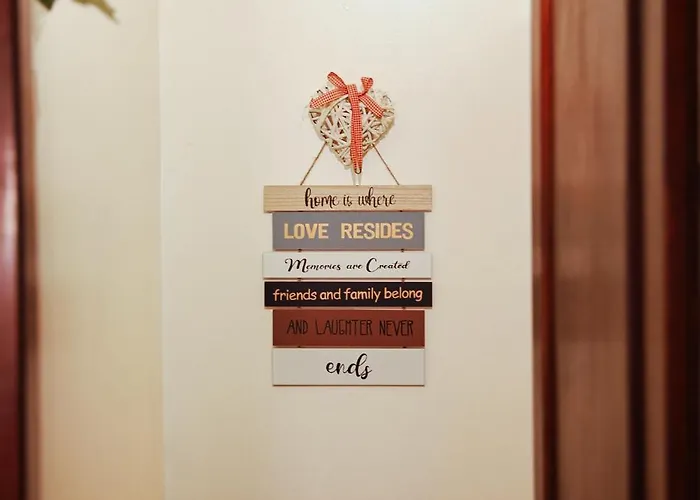 home is where
LOVE RESIDES
Memories are Created
friends and family belong
AND LAUGHTER NEVER
ends